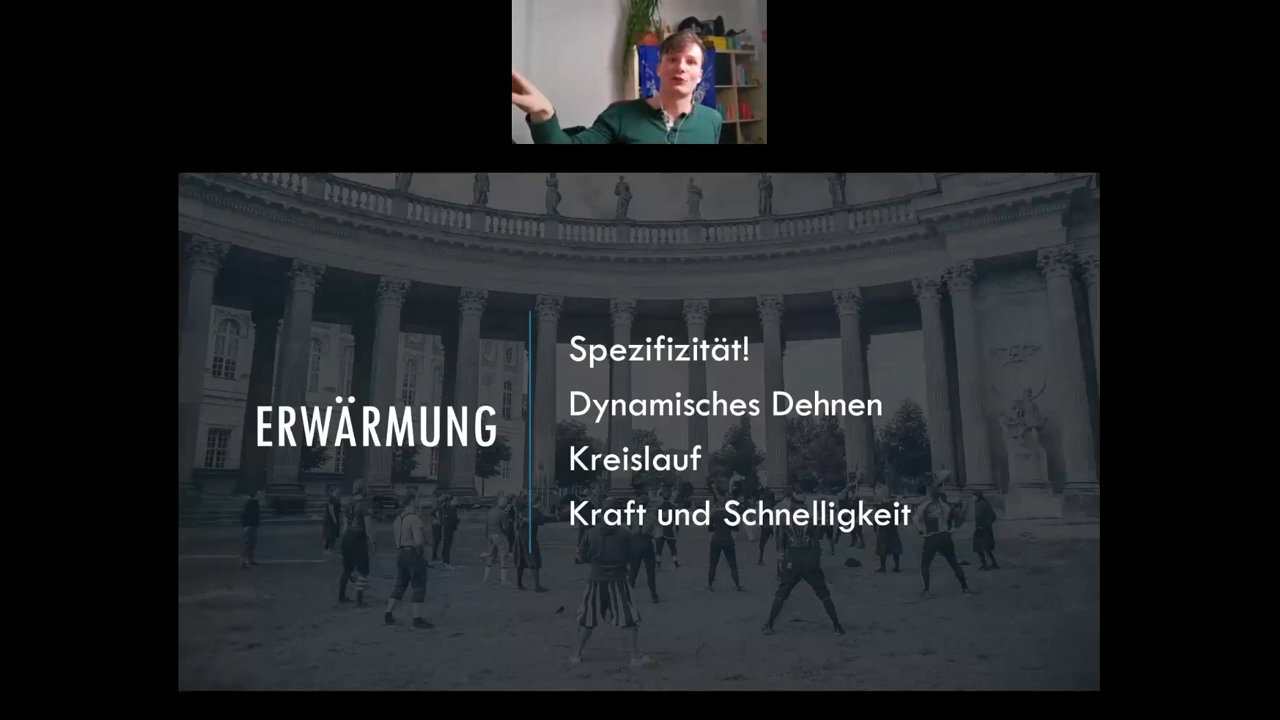 ERWÄRMUNG
Spezifizität!
Dynamisches Dehnen
Kreislauf
Kraft und Schnelligkeit